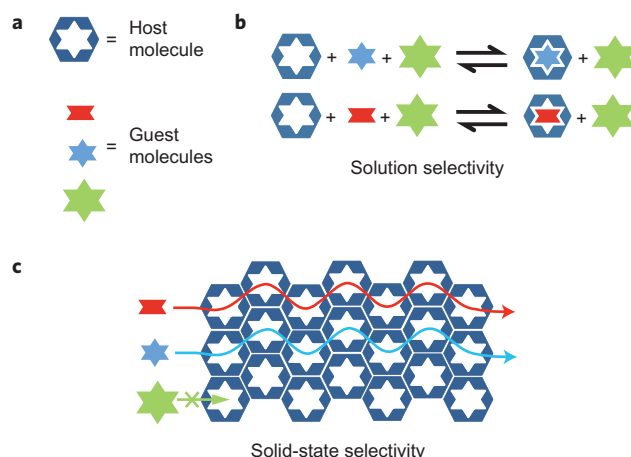 a
= Host
molecule
= Guest
molecules
b
+ + +
+ + +
Solution selectivity
c
Solid-state selectivity